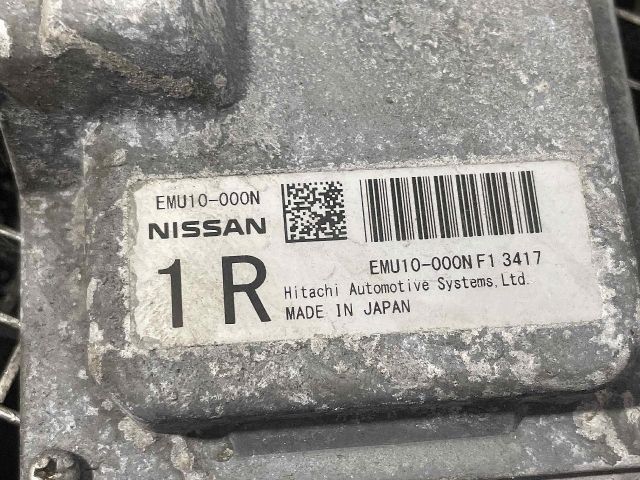 EMU10-000N
NISSAN
1R
EMU10-000N F1 3417
Hitachi Automotive Systems, Ltd.
MADE IN JAPAN